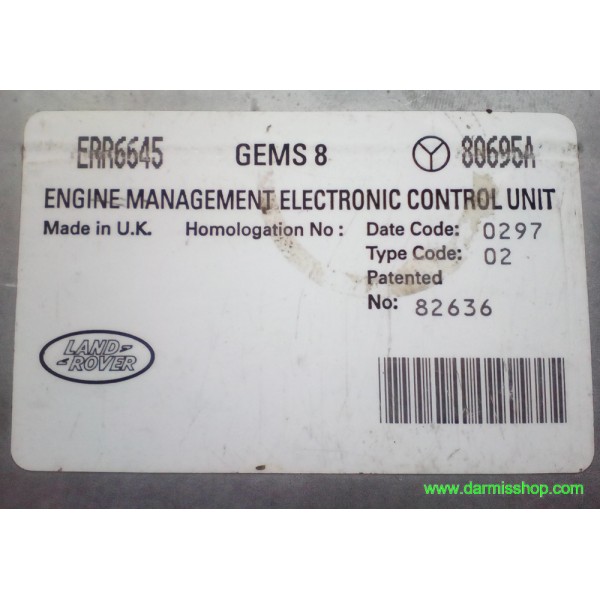 ERR6645 GEMS 8 80695A
ENGINE MANAGEMENT ELECTRONIC CONTROL UNIT
Made in U.K. Homologation No : Date Code: 0297
Type Code: 02
Patented
No: 82636
LAND
ROVER
www.darmisshop.com